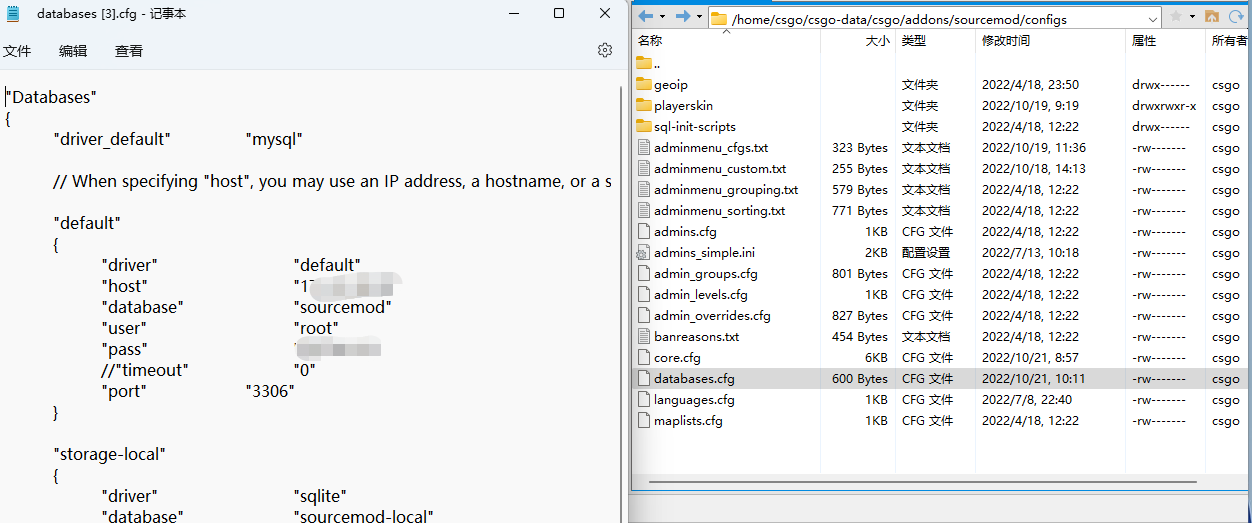 databases [3].cfg - 记事本
文件 编辑 查看
"Databases"
{
"driver_default" "mysql"
// When specifying "host", you may use an IP address, a hostname, or a s
"default"
{
"driver" "default"
"host" "1
"database" "sourcemod"
"user" "root"
"pass"
//"timeout" "0"
"port" "3306"
}
"storage-local"
{
"driver" "sqlite"
"database" "sourcemod-local"
/home/csgo/csgo-data/csgo/addons/sourcemod/configs
名称 大小 类型 修改时间 属性 所有者
..
geoip 文件夹 2022/4/18, 23:50 drwx------ csgo
playerskin 文件夹 2022/10/19, 9:19 drwxrwxr-x csgo
sql-init-scripts 文件夹 2022/4/18, 12:22 drwx------ csgo
adminmenu_cfgs.txt 323 Bytes 文本文档 2022/10/19, 11:36 -rw------- csgo
adminmenu_custom.txt 255 Bytes 文本文档 2022/10/18, 14:13 -rw------- csgo
adminmenu_grouping.txt 579 Bytes 文本文档 2022/4/18, 12:22 -rw------- csgo
adminmenu_sorting.txt 771 Bytes 文本文档 2022/4/18, 12:22 -rw------- csgo
admins.cfg 1KB CFG 文件 2022/4/18, 12:22 -rw------- csgo
admins_simple.ini 2KB 配置设置 2022/7/13, 10:18 -rw------- csgo
admin_groups.cfg 801 Bytes CFG 文件 2022/4/18, 12:22 -rw------- csgo
admin_levels.cfg 1KB CFG 文件 2022/4/18, 12:22 -rw------- csgo
admin_overrides.cfg 827 Bytes CFG 文件 2022/4/18, 12:22 -rw------- csgo
banreasons.txt 454 Bytes 文本文档 2022/4/18, 12:22 -rw------- csgo
core.cfg 6KB CFG 文件 2022/10/21, 8:57 -rw------- csgo
databases.cfg 600 Bytes CFG 文件 2022/10/21, 10:11 -rw------- csgo
languages.cfg 1KB CFG 文件 2022/7/8, 22:40 -rw------- csgo
maplists.cfg 1KB CFG 文件 2022/4/18, 12:22 -rw------- csgo